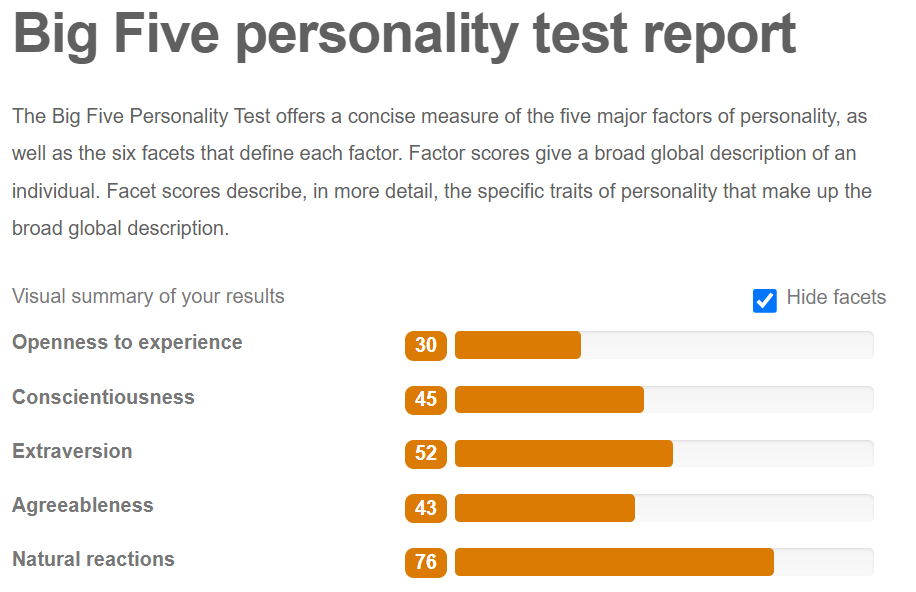 Big Five personality test report
The Big Five Personality Test offers a concise measure of the five major factors of personality, as
well as the six facets that define each factor. Factor scores give a broad global description of an
individual. Facet scores describe, in more detail, the specific traits of personality that make up the
broad global description.
Visual summary of your results
Hide facets
Openness to experience 30
Conscientiousness 45
Extraversion 52
Agreeableness 43
Natural reactions 76